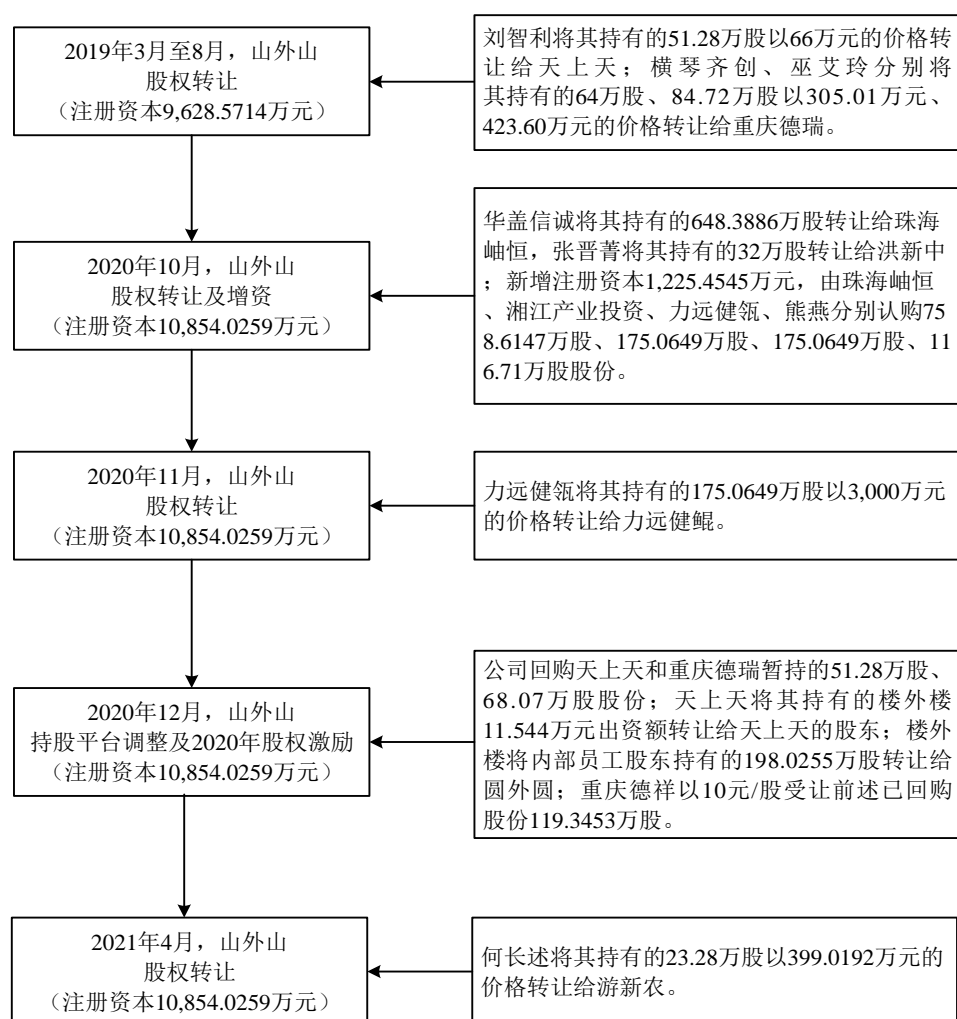 2019年3月至8月，山外山
股权转让
（注册资本9,628.5714万元）
刘智利将其持有的51.28万股以66万元的价格转
让给天上天；横琴齐创、巫艾玲分别将
其持有的64万股、84.72万股以305.01万元、
423.60万元的价格转让给重庆德瑞。
2020年10月，山外山
股权转让及增资
（注册资本10,854.0259万元）
华盖信诚将其持有的648.3886万股转让给珠海
岫恒，张晋菁将其持有的32万股转让给洪新中
；新增注册资本1,225.4545万元，由珠海岫恒
、湘江产业投资、力远健瓴、熊燕分别认购75
8.6147万股、175.0649万股、175.0649万股、11
6.71万股股份。
2020年11月，山外山
股权转让
（注册资本10,854.0259万元）
力远健瓴将其持有的175.0649万股以3,000万元
的价格转让给力远健鲲。
2020年12月，山外山
持股平台调整及2020年股权激励
（注册资本10,854.0259万元）
公司回购天上天和重庆德瑞暂持的51.28万股、
68.07万股股份；天上天将其持有的楼外楼
11.544万元出资额转让给天上天的股东；楼外
楼将内部员工股东持有的198.0255万股转让给
圆外圆；重庆德祥以10元/股受让前述已回购
股份119.3453万股。
2021年4月，山外山
股权转让
（注册资本10,854.0259万元）
何长述将其持有的23.28万股以399.0192万元的
价格转让给游新农。